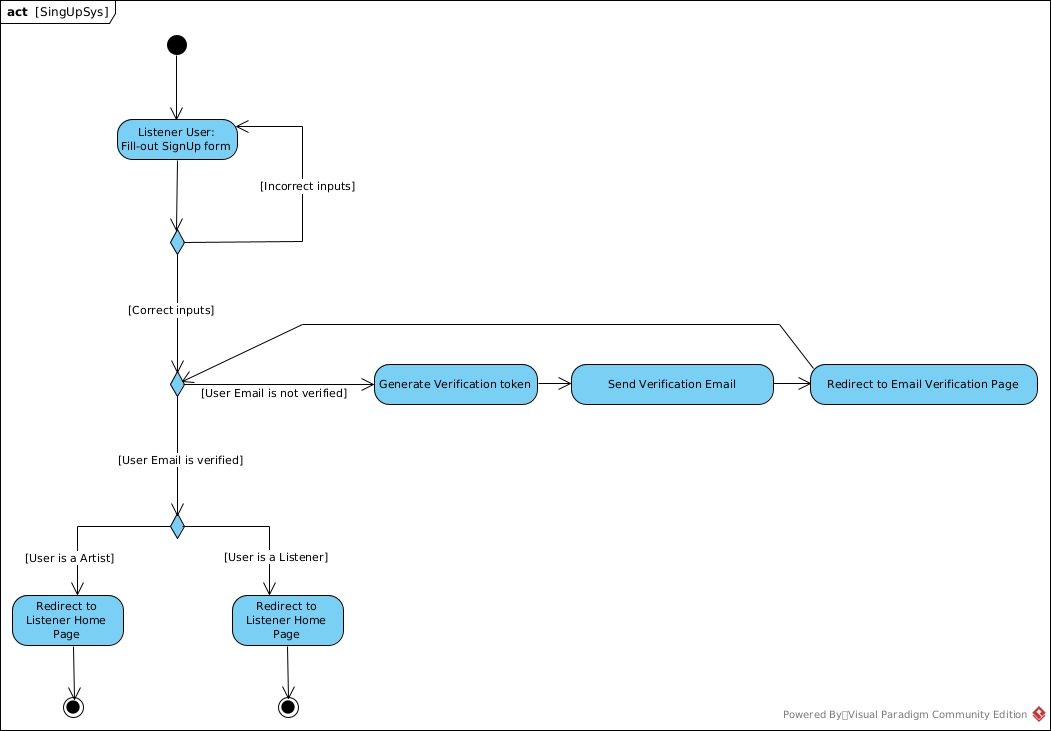 act [SingUpSys]
Listener User:
Fill-out SignUp form
[Incorrect inputs]
[Correct inputs]
[User Email is not verified]
Generate Verification token
Send Verification Email
Redirect to Email Verification Page
[User Email is verified]
[User is a Artist]
[User is a Listener]
Redirect to
Listener Home
Page
Redirect to
Listener Home
Page
Powered By Visual Paradigm Community Edition